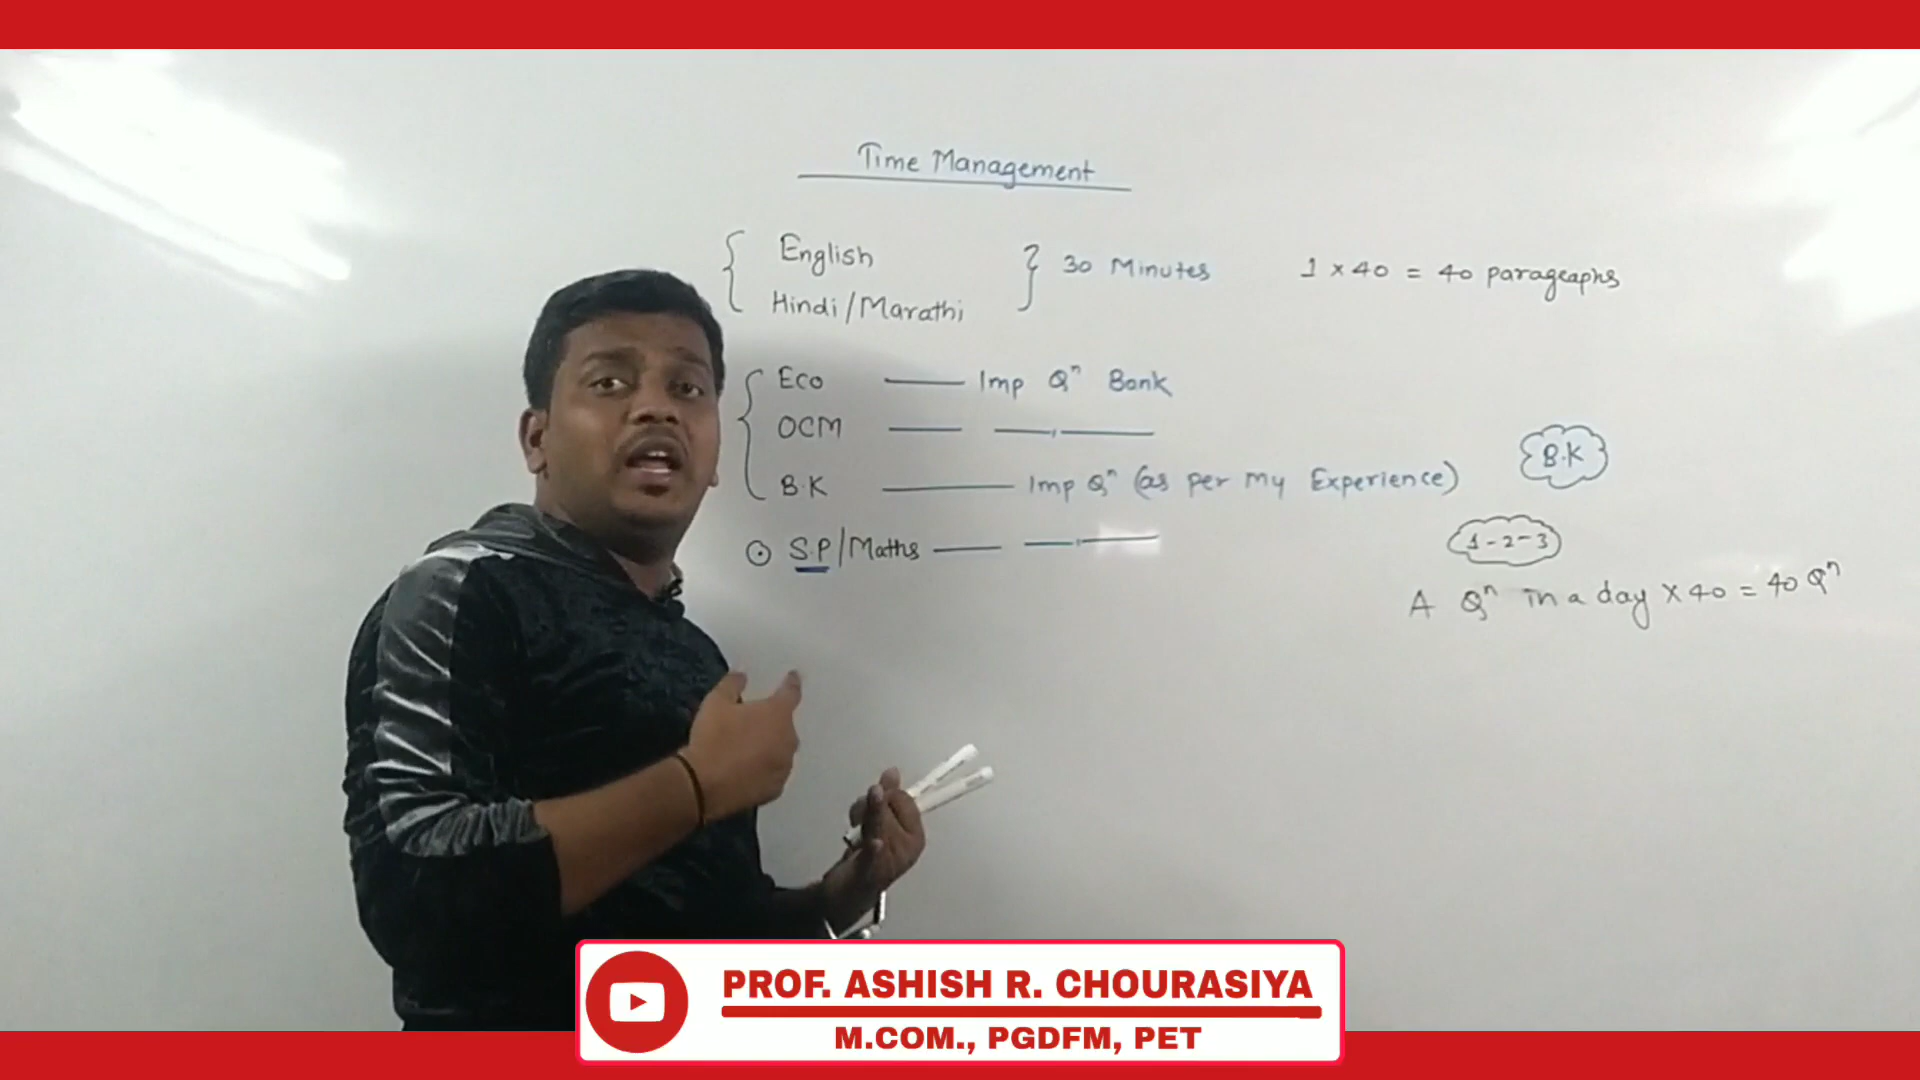 Time Management
English
Hindi/Marathi
30 Minutes
1 x 40 = 40 paragraphs
Eco —— Imp Qⁿ Bank
OCM —— —— , ——
B.K —— Imp Qⁿ (as per my Experience)
B.K
S.P/Maths —— —— , ——
1-2-3
A Qⁿ in a day x 40 = 40 Qⁿ
PROF. ASHISH R. CHOURASIYA
M.COM., PGDFM, PET